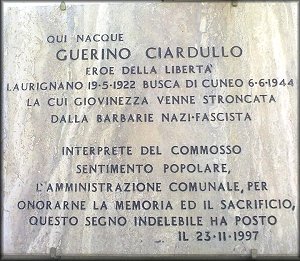 QUI NACQUE
GUERINO CIARDULLO
EROE DELLA LIBERTA'
LAURIGNANO 19·5·1922 BUSCA DI CUNEO 6·6·1944
LA CUI GIOVINEZZA VENNE STRONCATA
DALLA BARBARIE NAZI-FASCISTA
INTERPRETE DEL COMMOSSO
SENTIMENTO POPOLARE,
L'AMMINISTRAZIONE COMUNALE, PER
ONORARNE LA MEMORIA ED IL SACRIFICIO,
QUESTO SEGNO INDELEBILE HA POSTO
IL 23·11·1997